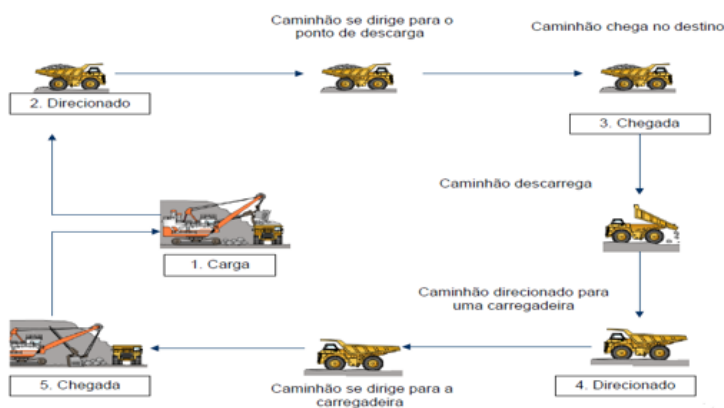 Caminhão se dirige para o
ponto de descarga
Caminhão chega no destino
2. Direcionado
3. Chegada
Caminhão descarrega
1. Carga
Caminhão direcionado para
uma carregadeira
5. Chegada
Caminhão se dirige para a
carregadeira
4. Direcionado